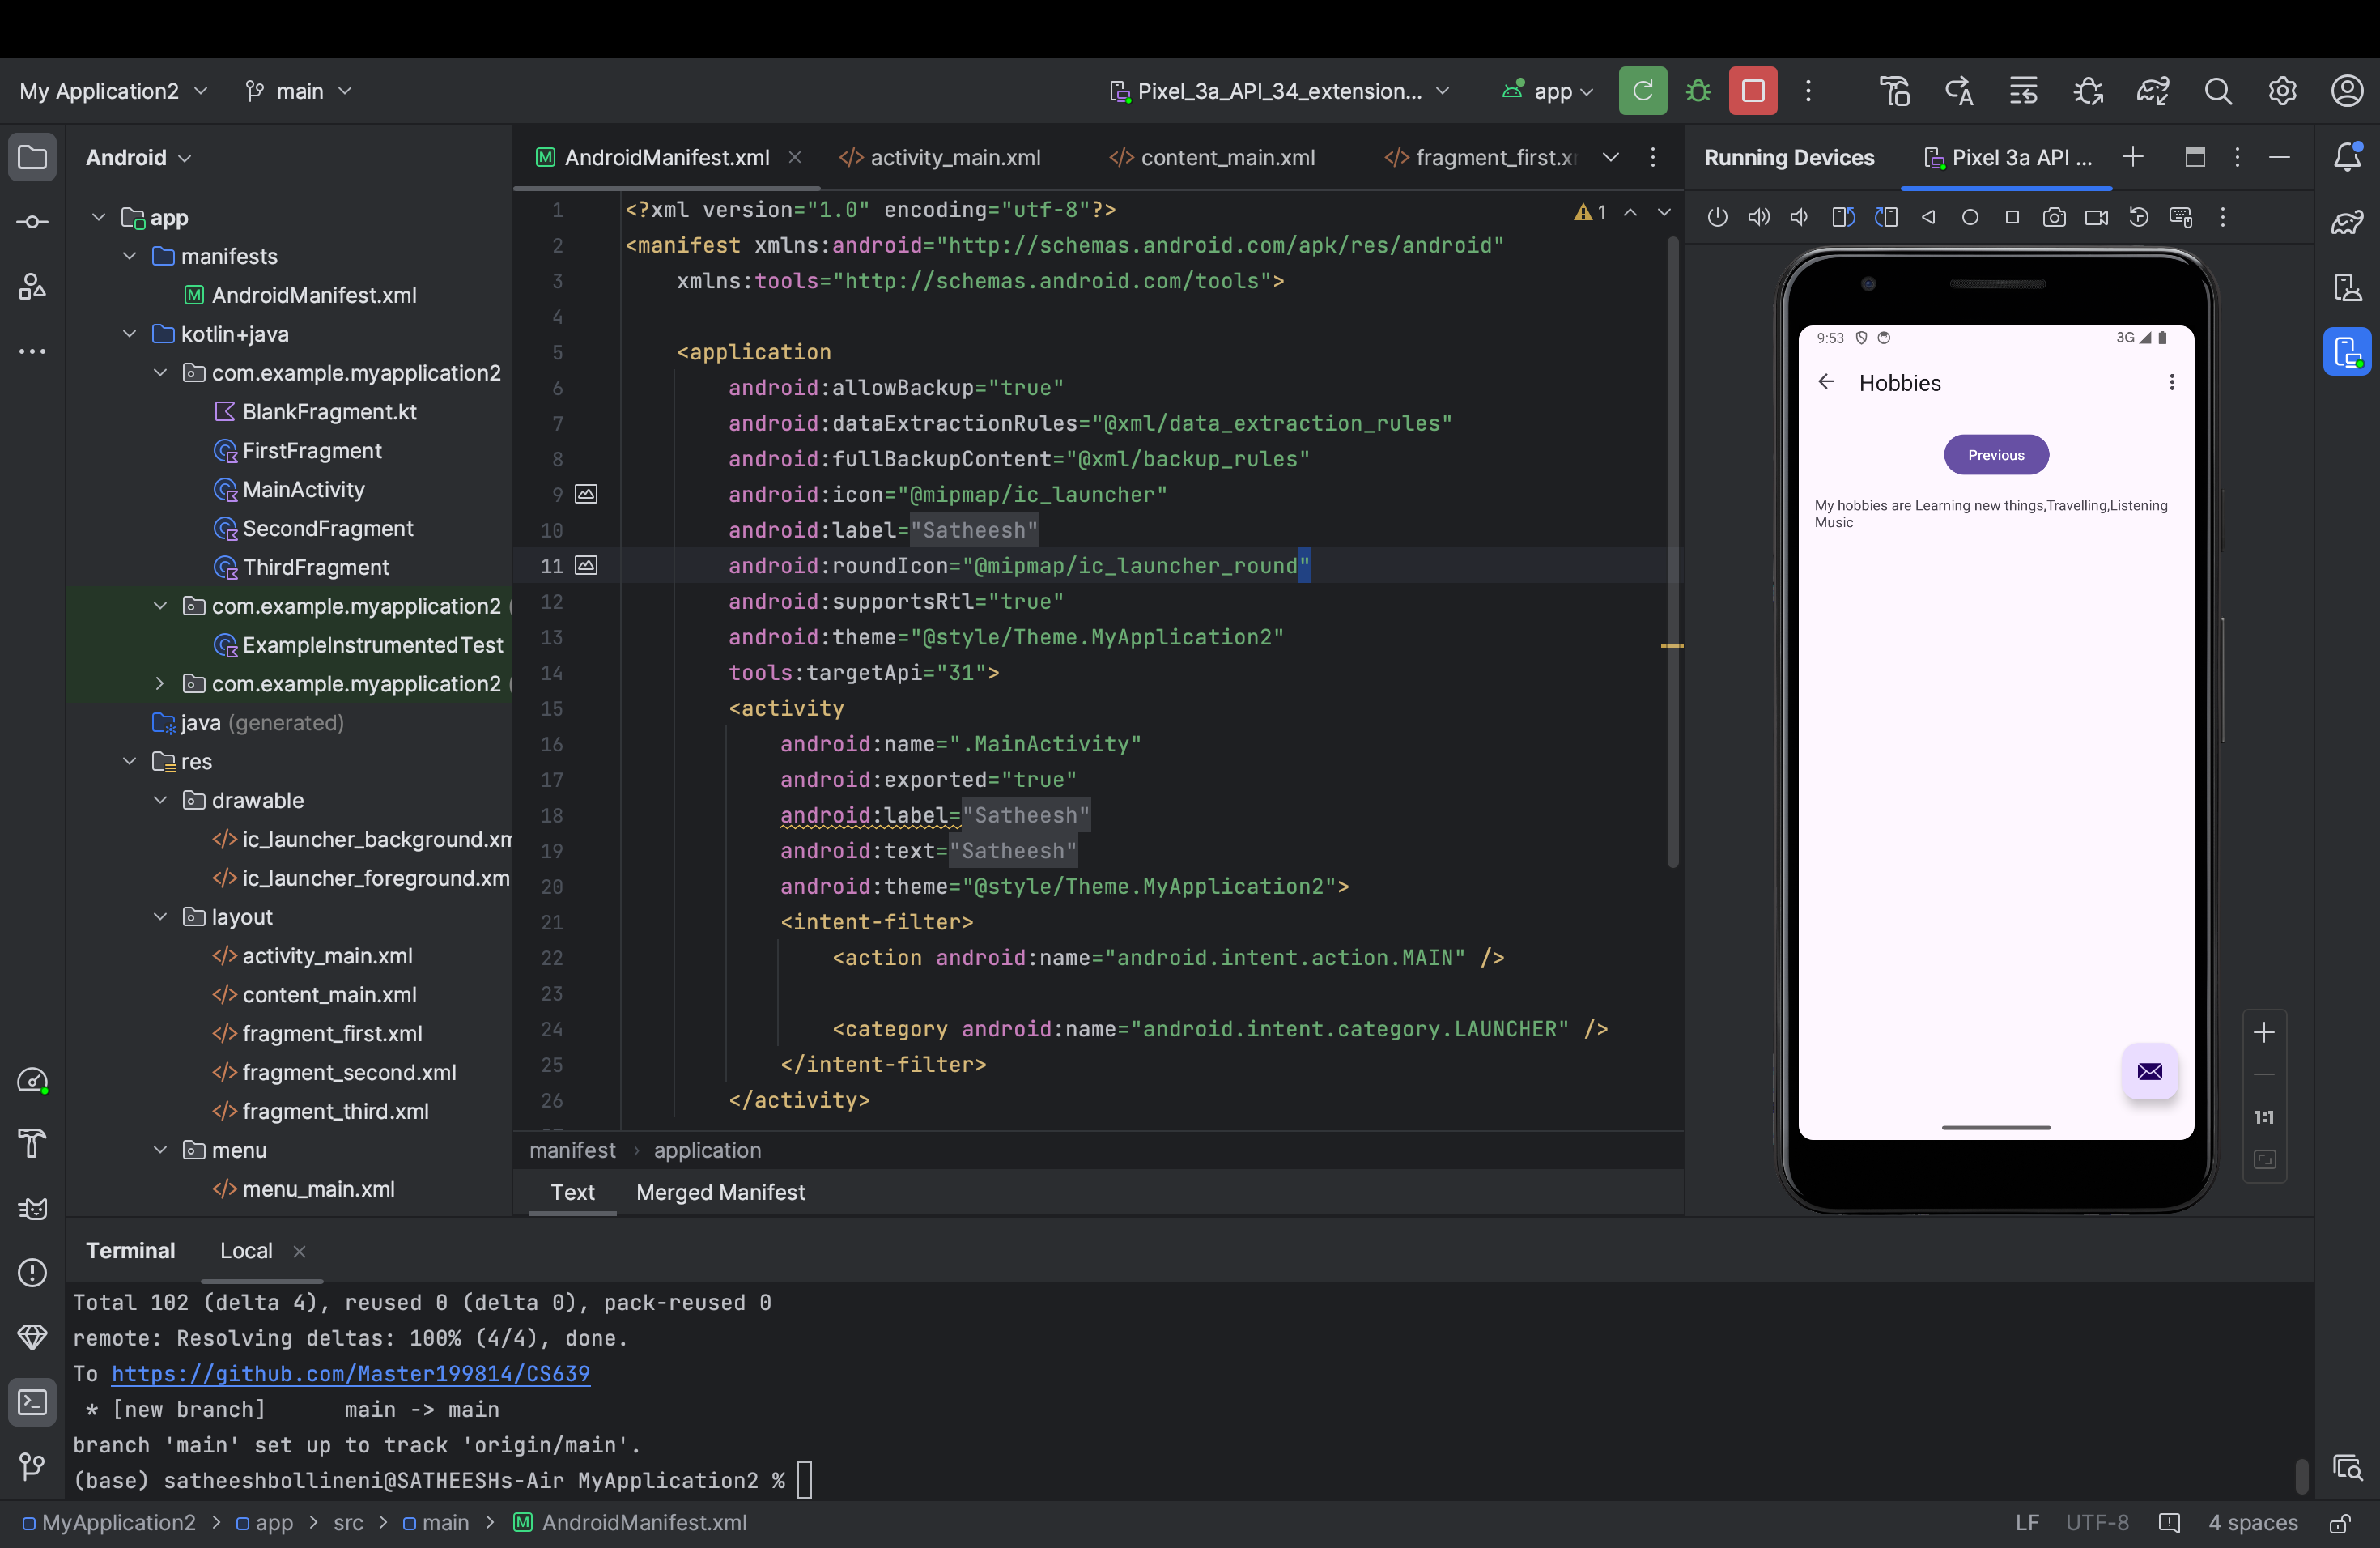 My Application2
main
Pixel_3a_API_34_extension...
app
Android
app
manifests
AndroidManifest.xml
kotlin+java
com.example.myapplication2
BlankFragment.kt
FirstFragment
MainActivity
SecondFragment
ThirdFragment
com.example.myapplication2 (
ExampleInstrumentedTest
com.example.myapplication2 (
java (generated)
res
drawable
ic_launcher_background.xm
ic_launcher_foreground.xm
layout
activity_main.xml
content_main.xml
fragment_first.xml
fragment_second.xml
fragment_third.xml
menu
menu_main.xml
AndroidManifest.xml
activity_main.xml
content_main.xml
fragment_first.x
1
1 <?xml version="1.0" encoding="utf-8"?>
2 <manifest xmlns:android="http://schemas.android.com/apk/res/android"
3 xmlns:tools="http://schemas.android.com/tools">
4
5 <application
6 android:allowBackup="true"
7 android:dataExtractionRules="@xml/data_extraction_rules"
8 android:fullBackupContent="@xml/backup_rules"
9 android:icon="@mipmap/ic_launcher"
10 android:label="Satheesh"
11 android:roundIcon="@mipmap/ic_launcher_round"
12 android:supportsRtl="true"
13 android:theme="@style/Theme.MyApplication2"
14 tools:targetApi="31">
15 <activity
16 android:name=".MainActivity"
17 android:exported="true"
18 android:label="Satheesh"
19 android:text="Satheesh"
20 android:theme="@style/Theme.MyApplication2">
21 <intent-filter>
22 <action android:name="android.intent.action.MAIN" />
23
24 <category android:name="android.intent.category.LAUNCHER" />
25 </intent-filter>
26 </activity>
manifest > application
Text
Merged Manifest
Running Devices
Pixel 3a API ...
9:53
3G
Hobbies
Previous
My hobbies are Learning new things,Travelling,Listening
Music
1:1
Terminal
Local
Total 102 (delta 4), reused 0 (delta 0), pack-reused 0
remote: Resolving deltas: 100% (4/4), done.
To https://github.com/Master199814/CS639
* [new branch] main -> main
branch 'main' set up to track 'origin/main'.
(base) satheeshbollineni@SATHEESHs-Air MyApplication2 %
MyApplication2 > app > src > main > AndroidManifest.xml
LF
UTF-8
4 spaces